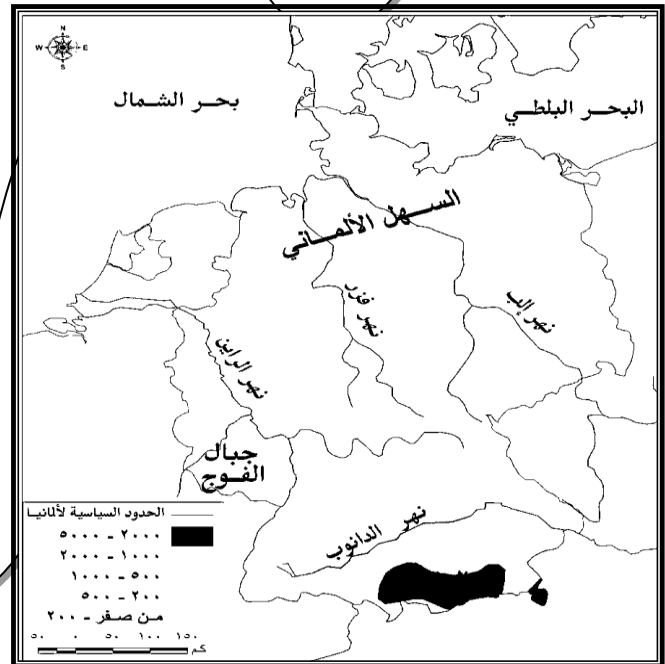 N
W E
S
بحر الشمال
البحر البلطي
السهل الألماني
نهر فزر
نهر إلب
نهر الراين
جبال
الفوج
نهر الدانوب
الحدود السياسية لألمانيا
٢٠٠٠ - ٥٠٠٠
١٠٠٠ - ٢٠٠٠
٥٠٠ - ١٠٠٠
٢٠٠ - ٥٠٠
من صفر - ٢٠٠
٥٠ ٠ ٥٠ ١٠٠ ١٥٠
كم